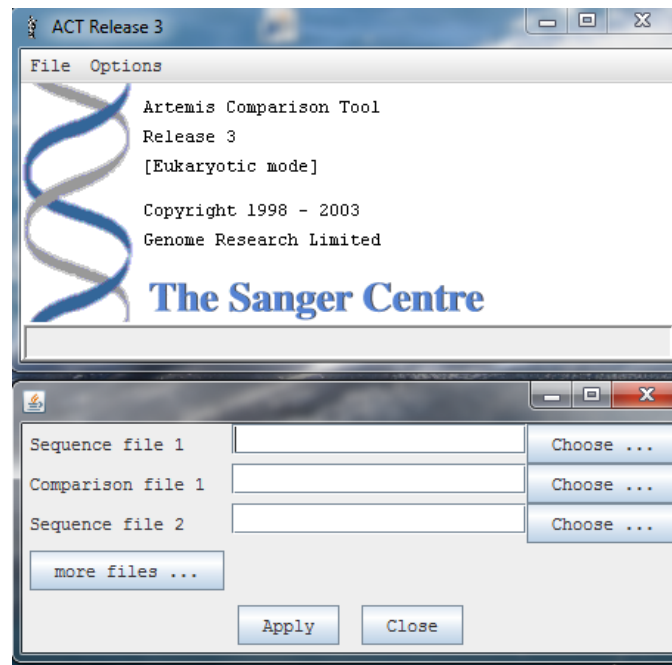 ACT Release 3
File Options
Artemis Comparison Tool
Release 3
[Eukaryotic mode]
Copyright 1998 - 2003
Genome Research Limited
The Sanger Centre
Sequence file 1 Choose ...
Comparison file 1 Choose ...
Sequence file 2 Choose ...
more files ...
Apply Close